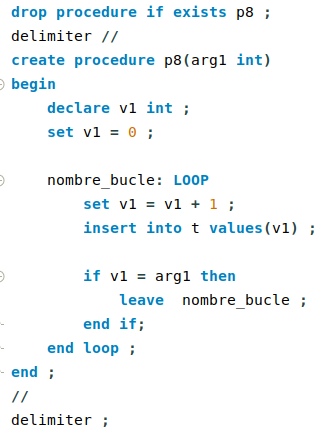 drop procedure if exists p8 ;
delimiter //
create procedure p8(arg1 int)
begin
    declare v1 int ;
    set v1 = 0 ;

    nombre_bucle: LOOP
        set v1 = v1 + 1 ;
        insert into t values(v1) ;

        if v1 = arg1 then
            leave  nombre_bucle ;
        end if;
    end loop ;
end ;
//
delimiter ;